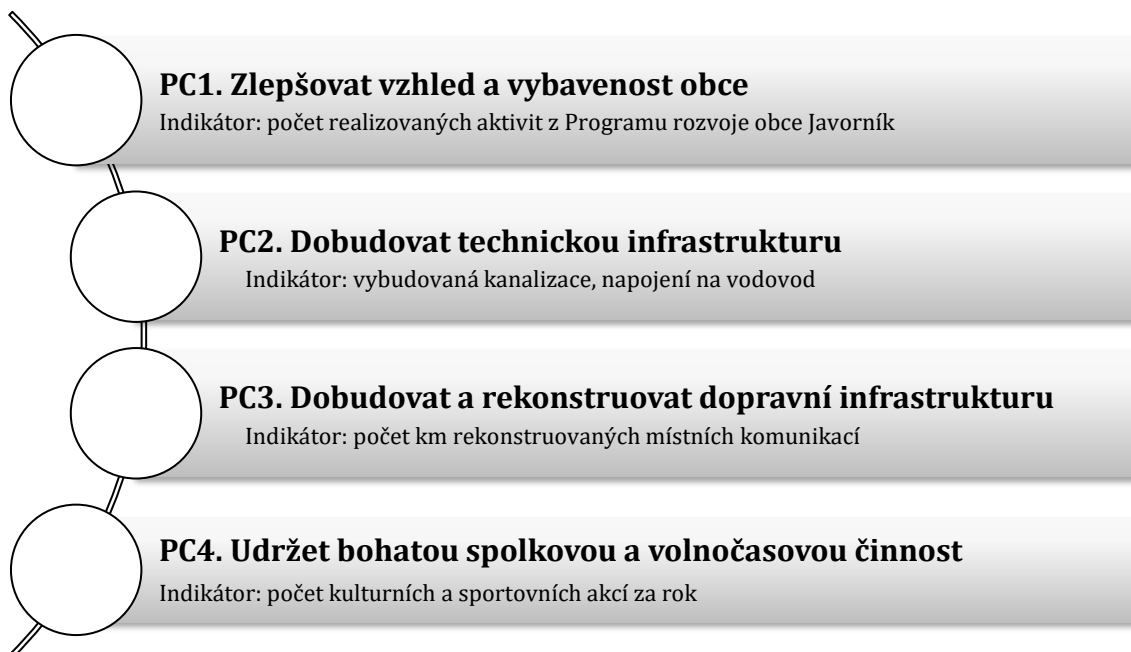 PC1. Zlepšovat vzhled a vybavenost obce
Indikátor: počet realizovaných aktivit z Programu rozvoje obce Javorník
PC2. Dobudovat technickou infrastrukturu
Indikátor: vybudovaná kanalizace, napojení na vodovod
PC3. Dobudovat a rekonstruovat dopravní infrastrukturu
Indikátor: počet km rekonstruovaných místních komunikací
PC4. Udržet bohatou spolkovou a volnočasovou činnost
Indikátor: počet kulturních a sportovních akcí za rok